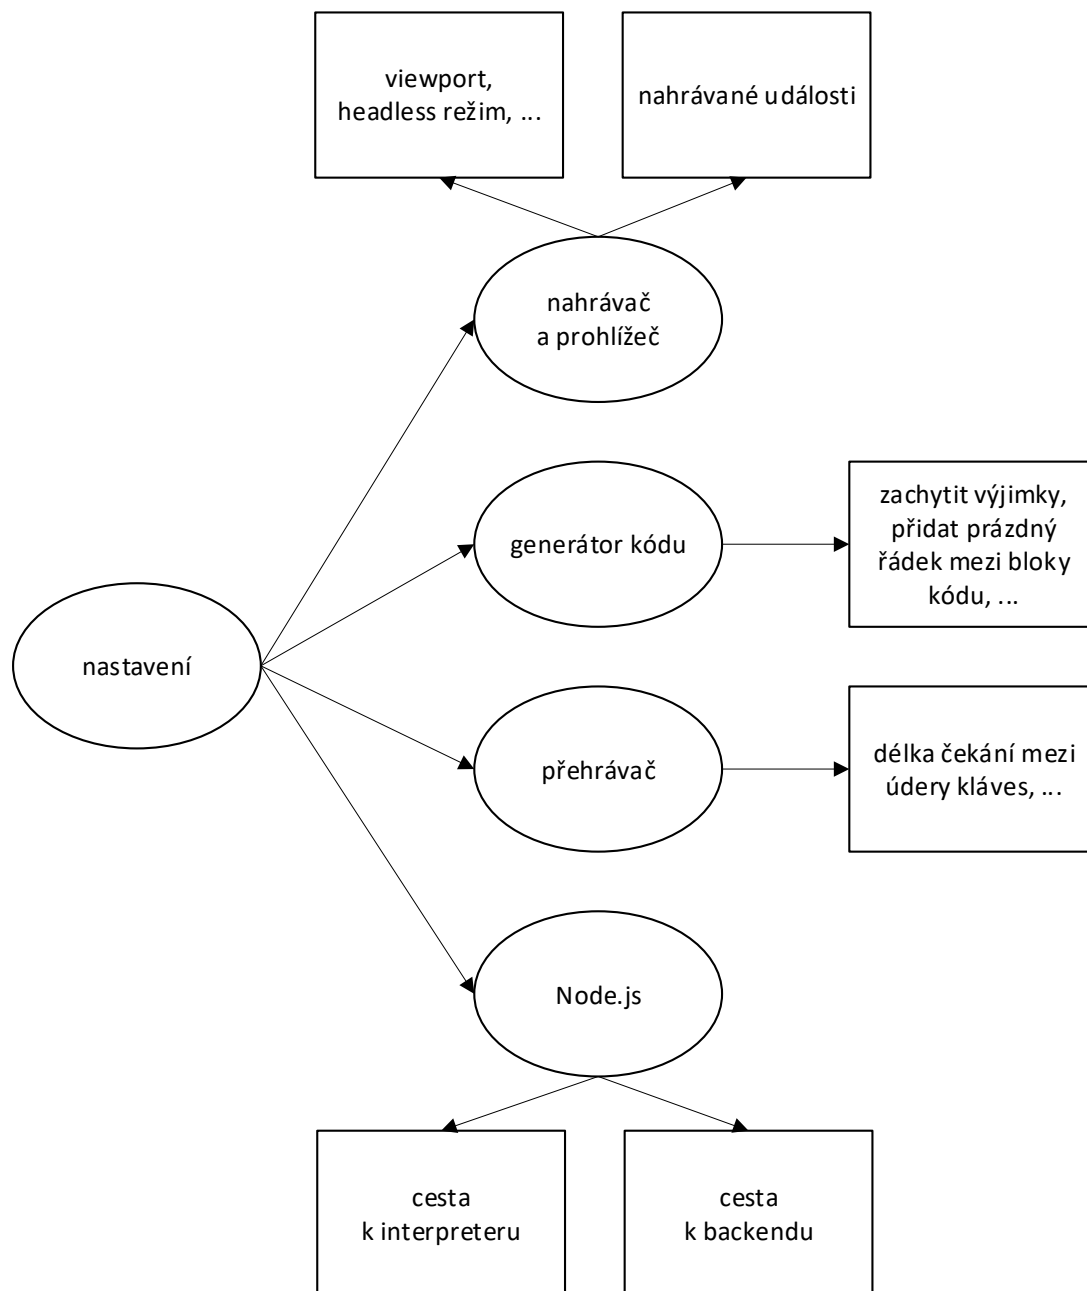 viewport,
headless režim, ...
nahrávané události
nahrávač
a prohlížeč
generátor kódu
zachytit výjimky,
přidat prázdný
řádek mezi bloky
kódu, ...
nastavení
přehrávač
délka čekání mezi
údery kláves, ...
Node.js
cesta
k interpreteru
cesta
k backendu